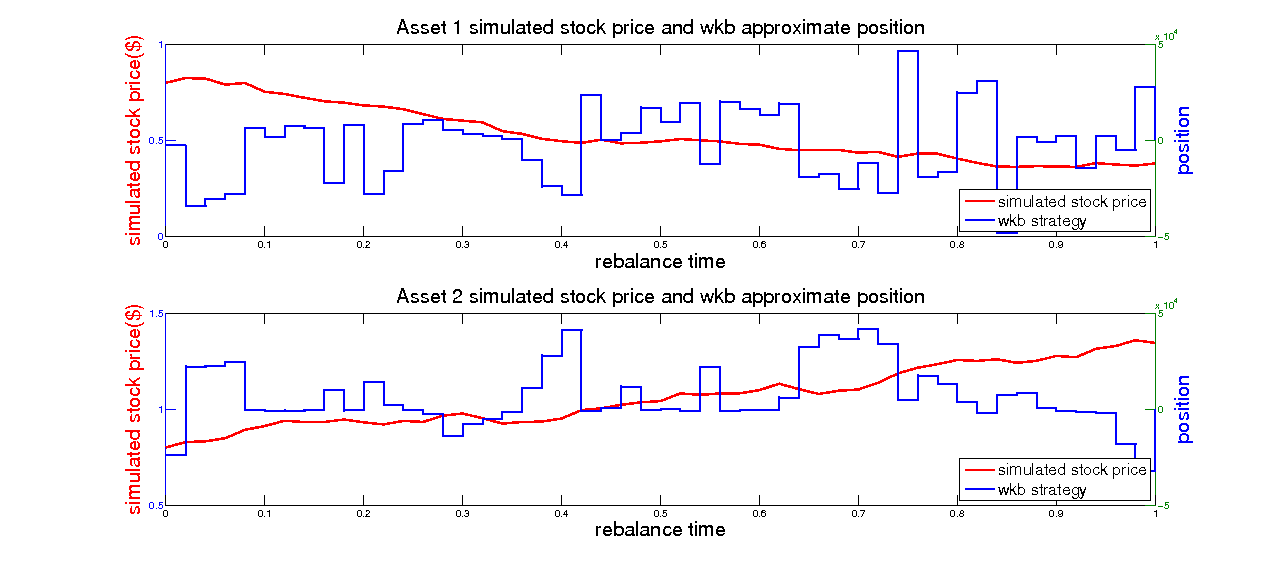 Asset 1 simulated stock price and wkb approximate position
x 10^4
simulated stock price($)
1
0.5
0
5
0
−5
position
0 0.1 0.2 0.3 0.4 0.5 0.6 0.7 0.8 0.9 1
rebalance time
simulated stock price
wkb strategy
Asset 2 simulated stock price and wkb approximate position
x 10^4
simulated stock price($)
1.5
1
0.5
5
0
−5
position
0 0.1 0.2 0.3 0.4 0.5 0.6 0.7 0.8 0.9 1
rebalance time
simulated stock price
wkb strategy